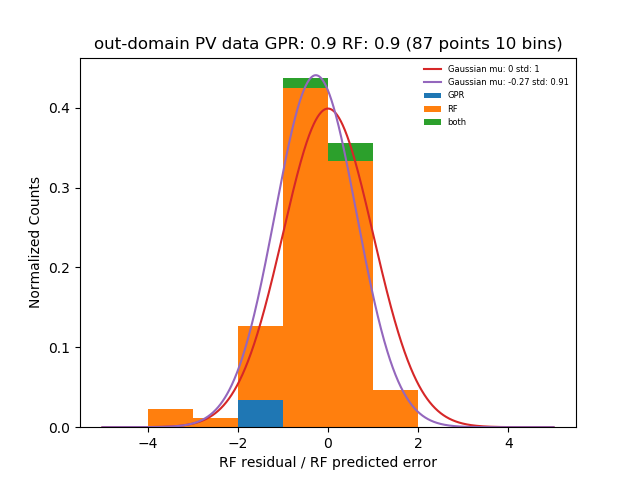 out-domain PV data GPR: 0.9 RF: 0.9 (87 points 10 bins)
Gaussian mu: 0 std: 1
Gaussian mu: -0.27 std: 0.91
GPR
RF
both
Normalized Counts
0.4
0.3
0.2
0.1
0.0
−4 −2 0 2 4
RF residual / RF predicted error